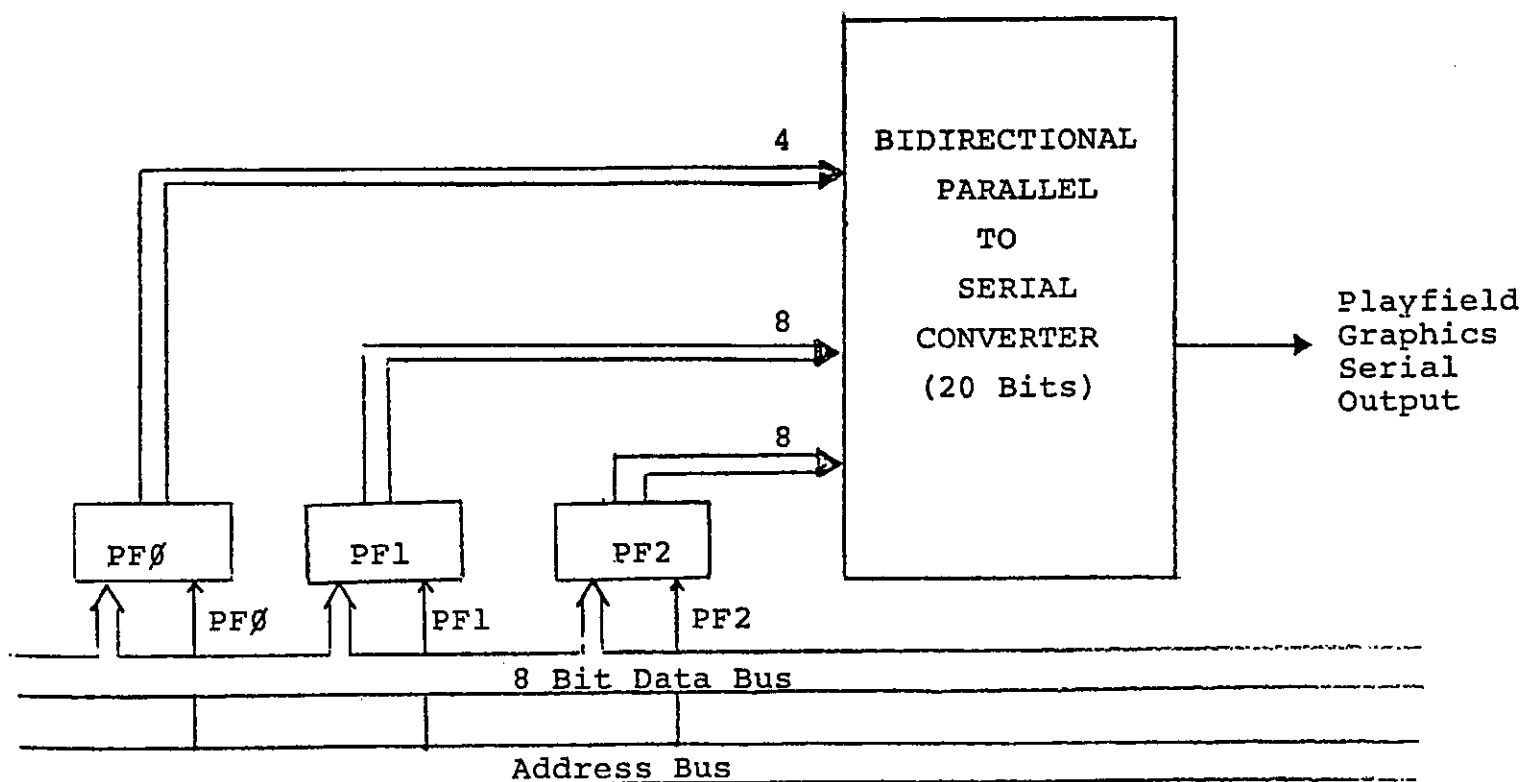 4
BIDIRECTIONAL
PARALLEL
TO
SERIAL
CONVERTER
(20 Bits)
8
8
Playfield
Graphics
Serial
Output
PFØ
PF1
PF2
PFØ
PF1
PF2
8 Bit Data Bus
Address Bus